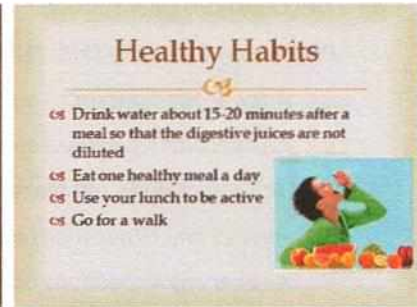 Healthy Habits
Drink water about 15-20 minutes after a
meal so that the digestive juices are not
diluted
Eat one healthy meal a day
Use your lunch to be active
Go for a walk